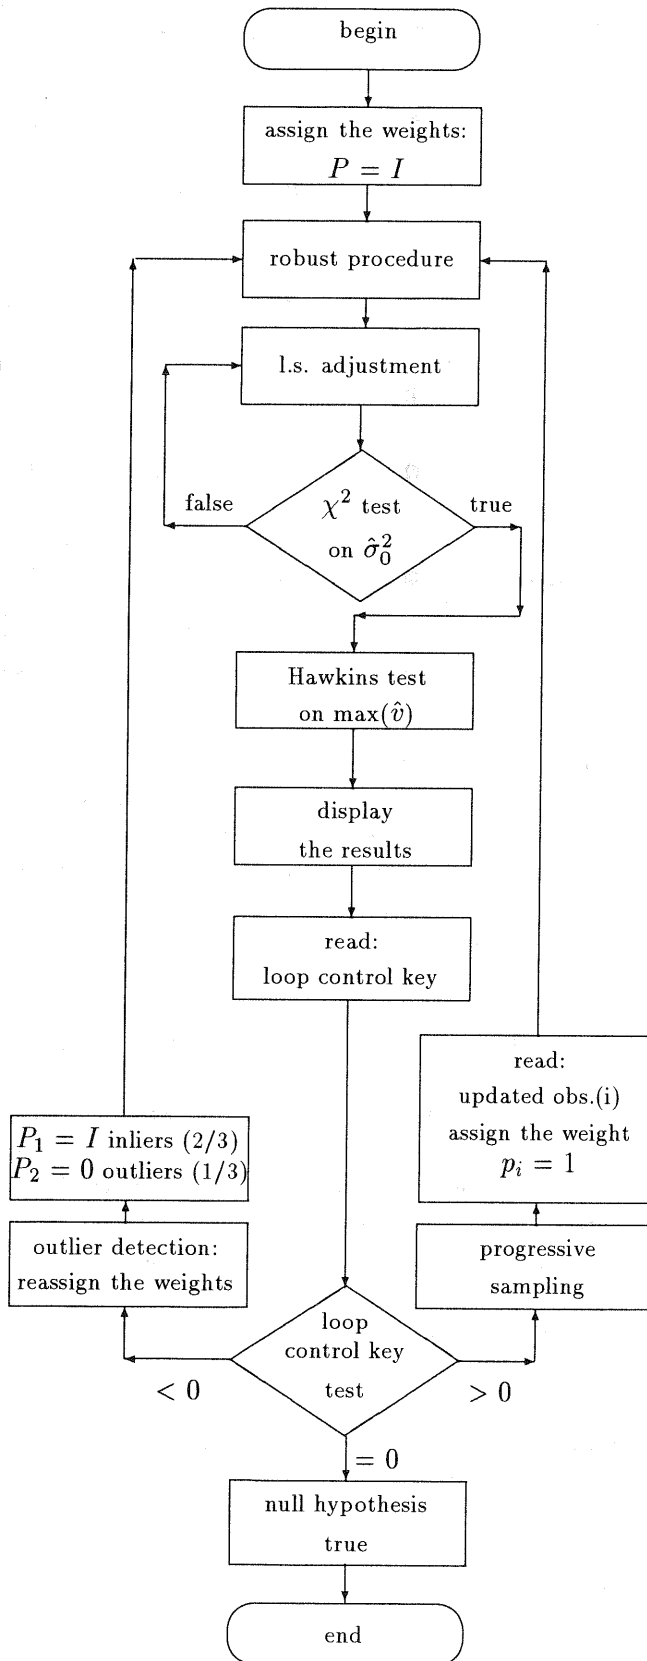 begin
assign the weights:
P = I
robust procedure
l.s. adjustment
false
χ² test
on σ̂₀²
true
Hawkins test
on max(v̂)
display
the results
read:
loop control key
read:
updated obs.(i)
assign the weight
pᵢ = 1
P₁ = I inliers (2/3)
P₂ = 0 outliers (1/3)
outlier detection:
reassign the weights
progressive
sampling
loop
control key
test
< 0
> 0
= 0
null hypothesis
true
end